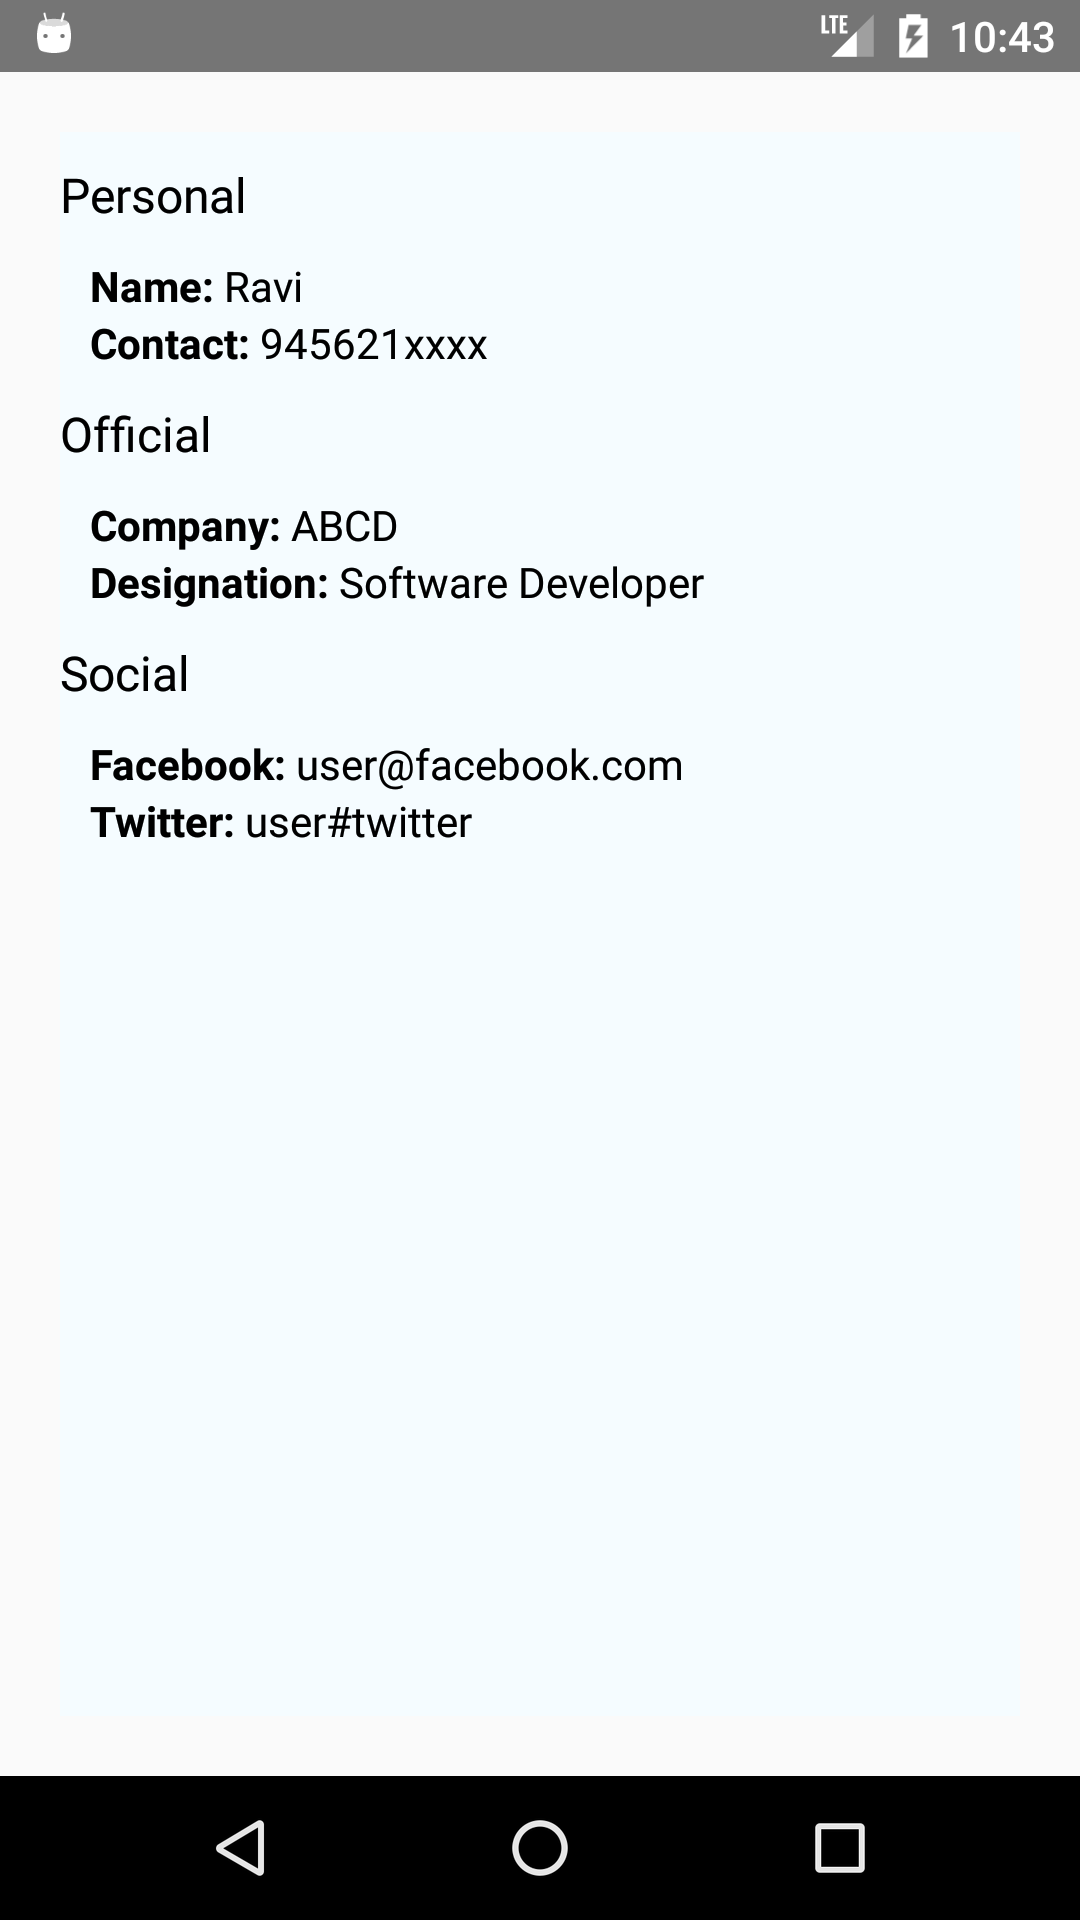 LTE 10:43
Personal
Name: Ravi
Contact: 945621xxxx
Official
Company: ABCD
Designation: Software Developer
Social
Facebook: user@facebook.com
Twitter: user#twitter